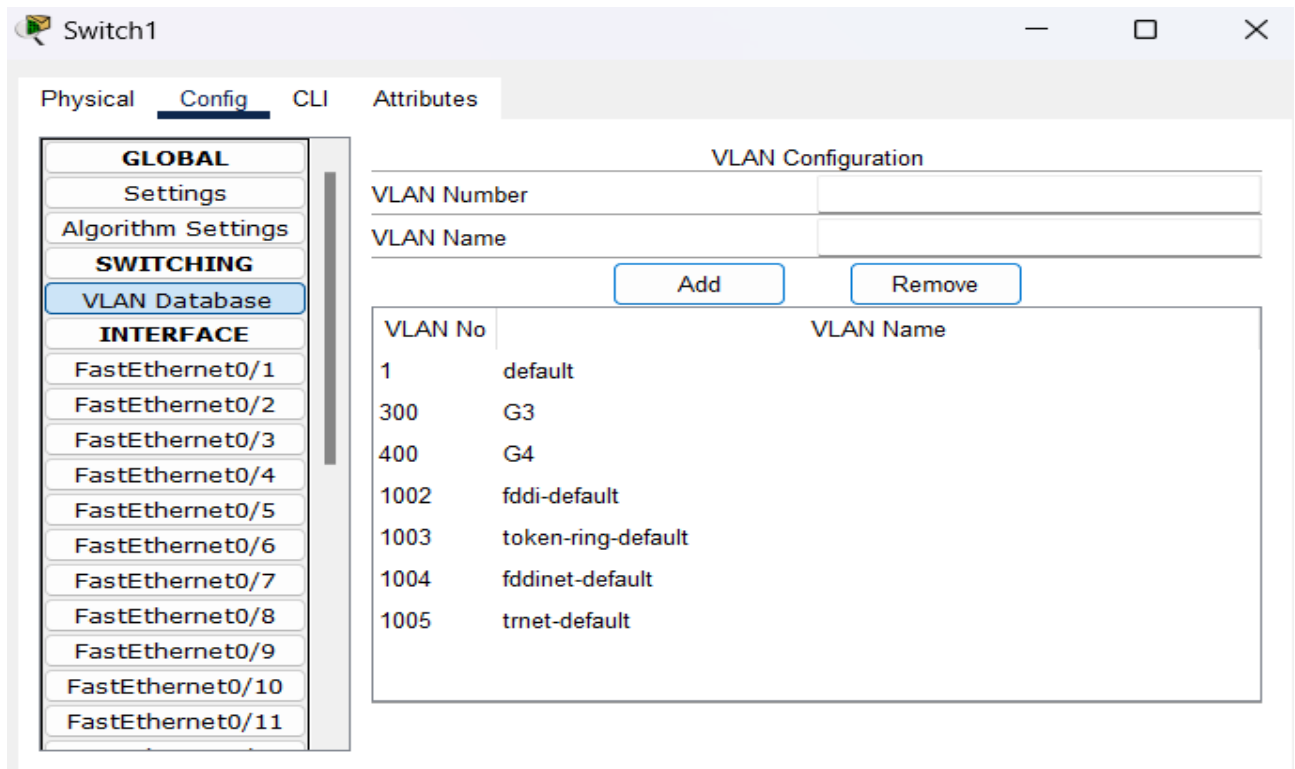 Switch1
Physical Config CLI Attributes
GLOBAL
Settings
Algorithm Settings
SWITCHING
VLAN Database
INTERFACE
FastEthernet0/1
FastEthernet0/2
FastEthernet0/3
FastEthernet0/4
FastEthernet0/5
FastEthernet0/6
FastEthernet0/7
FastEthernet0/8
FastEthernet0/9
FastEthernet0/10
FastEthernet0/11
VLAN Configuration
VLAN Number
VLAN Name
Add Remove
VLAN No VLAN Name
1 default
300 G3
400 G4
1002 fddi-default
1003 token-ring-default
1004 fddinet-default
1005 trnet-default